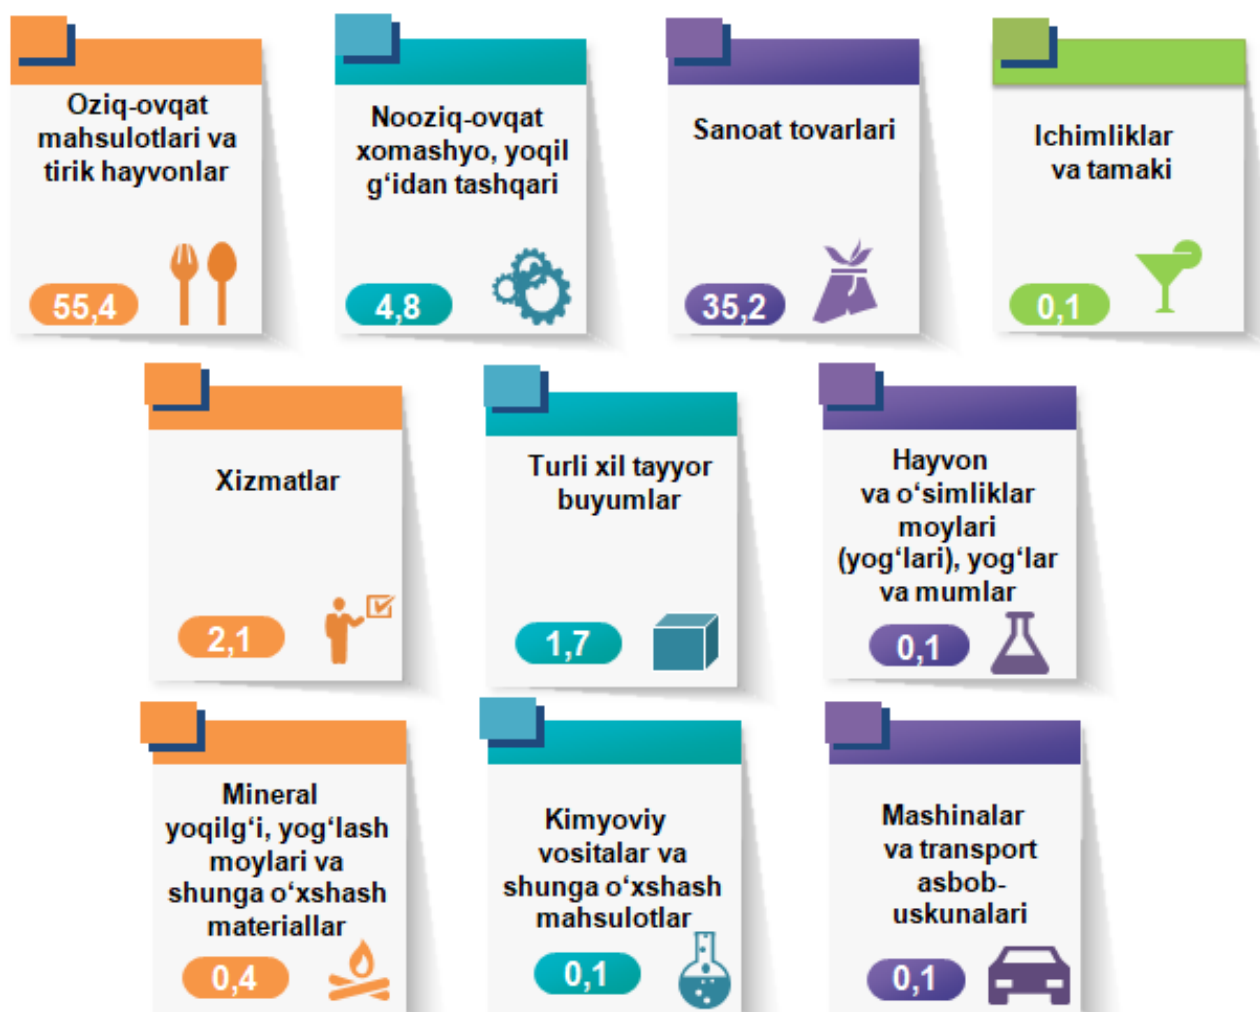 Oziq-ovqat
mahsulotlari va
tirik hayvonlar
55,4
Nooziq-ovqat
xomashyo, yoqil
g‘idan tashqari
4,8
Sanoat tovarlari
35,2
Ichimliklar
va tamaki
0,1
Xizmatlar
2,1
Turli xil tayyor
buyumlar
1,7
Hayvon
va o‘simliklar
moylari
(yog‘lari), yog‘lar
va mumlar
0,1
Mineral
yoqilg‘i, yog‘lash
moylari va
shunga o‘xshash
materiallar
0,4
Kimyoviy
vositalar va
shunga o‘xshash
mahsulotlar
0,1
Mashinalar
va transport
asbob-
uskunalari
0,1